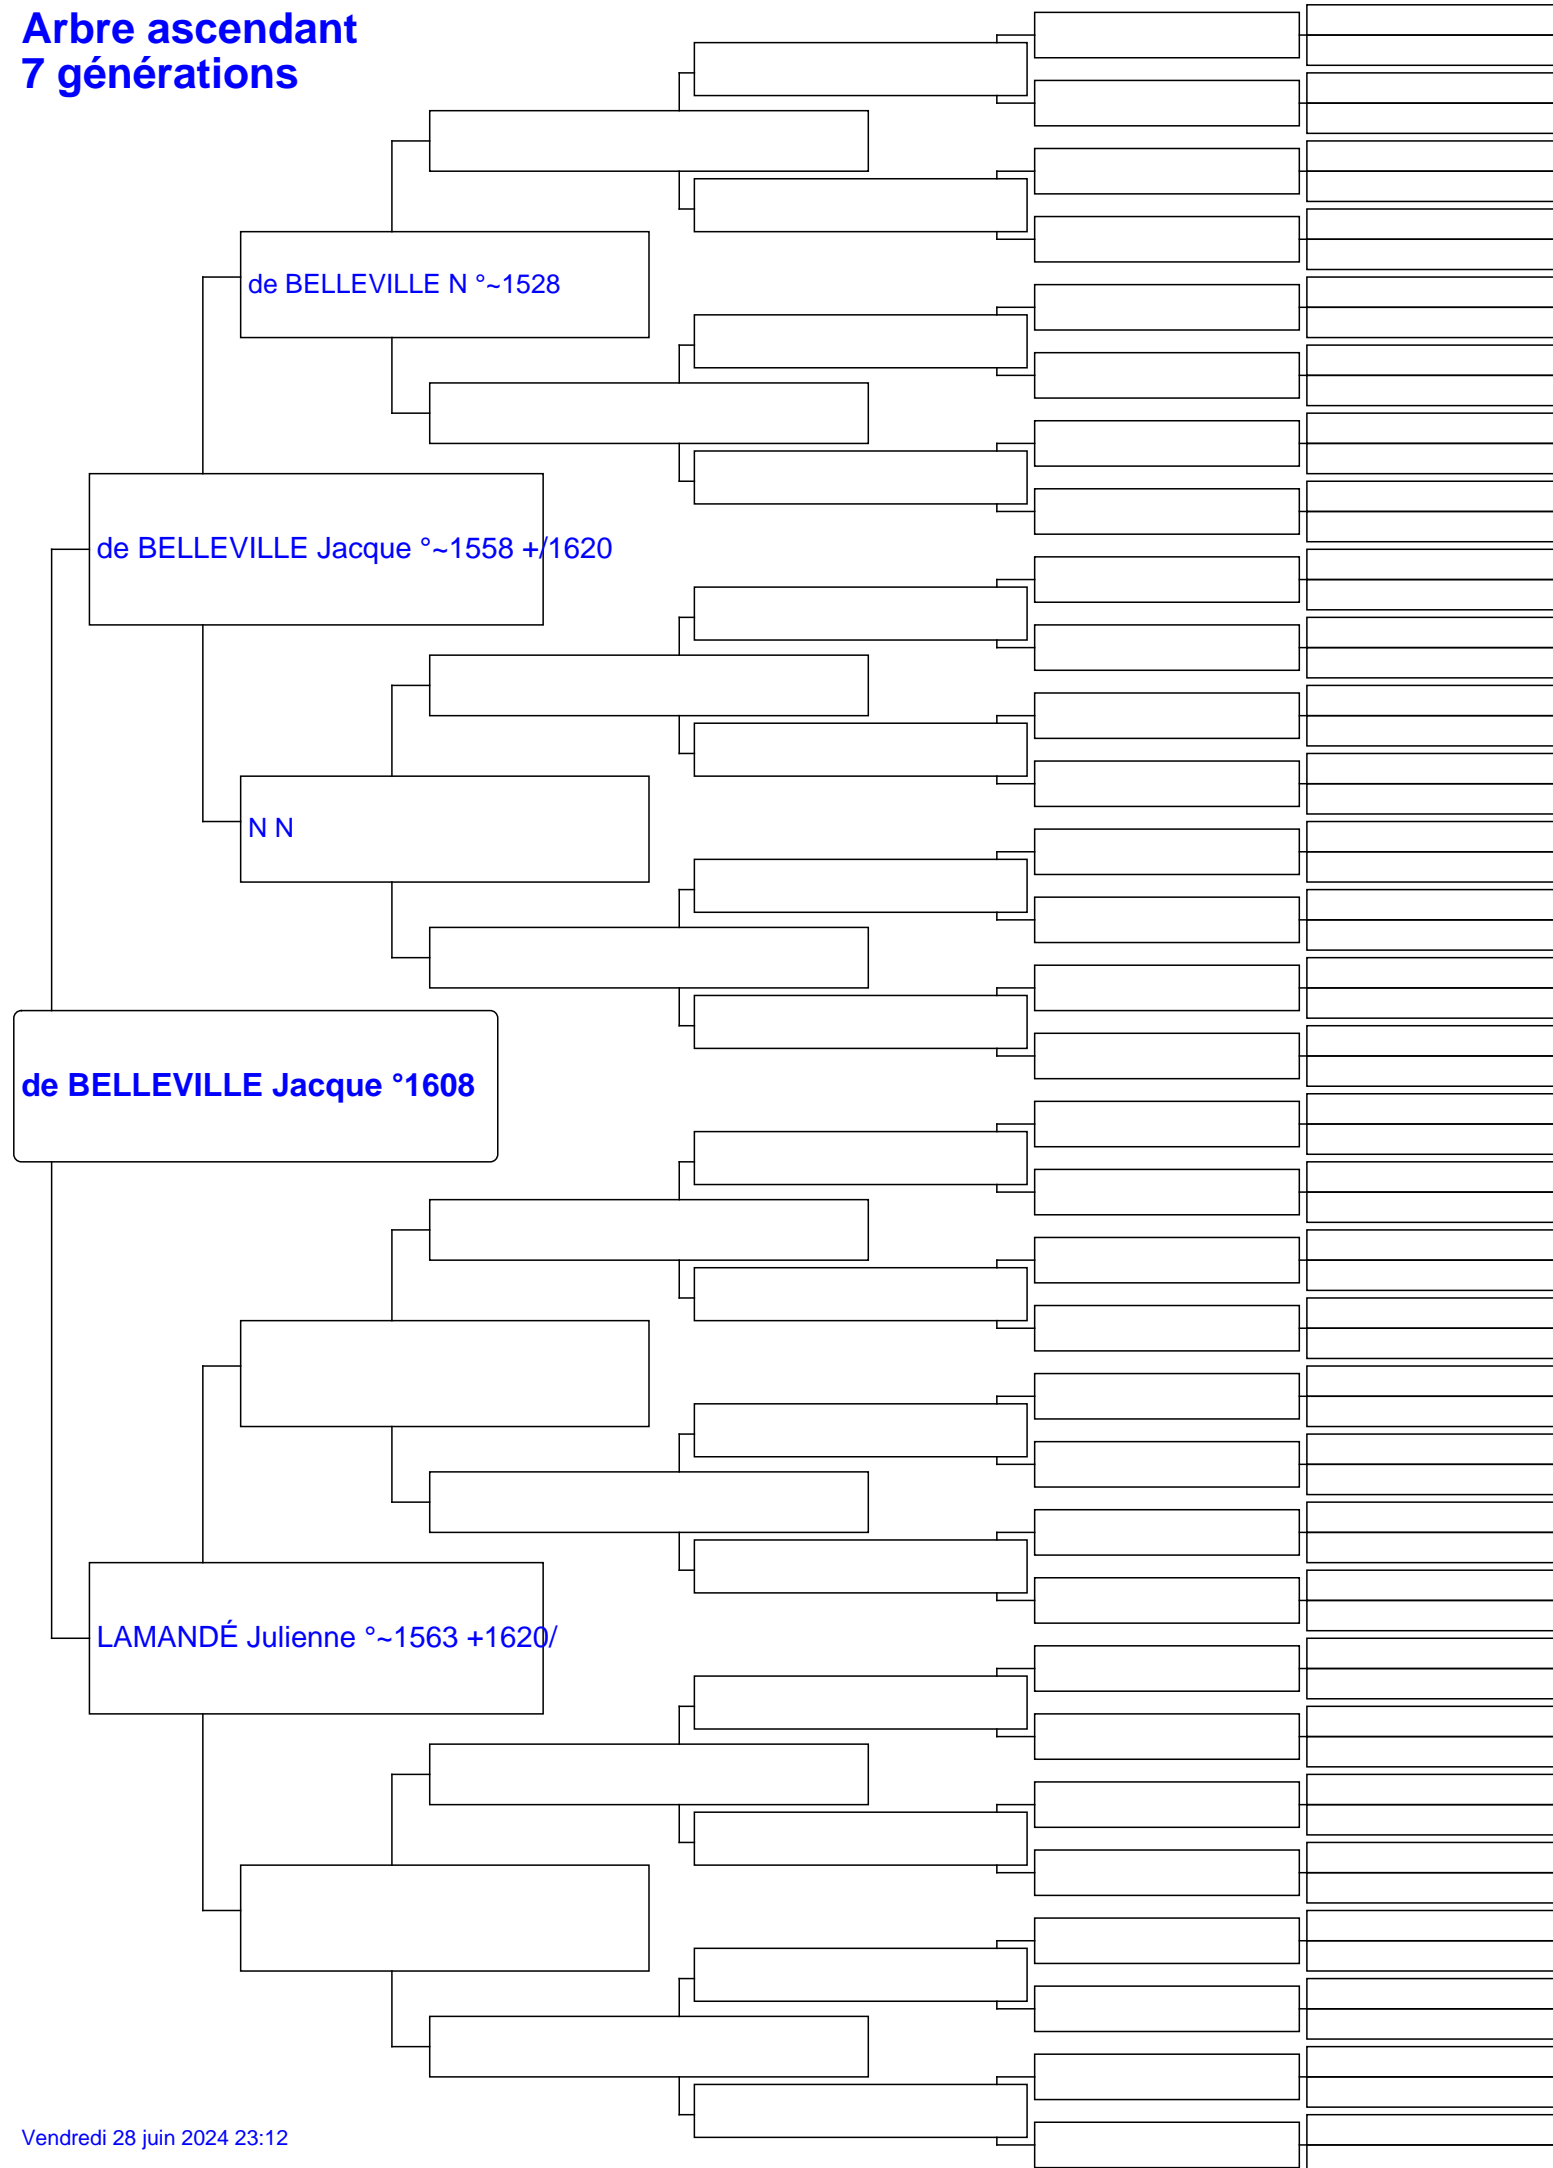 Arbre ascendant
7 générations
de BELLEVILLE N °~1528
de BELLEVILLE Jacque °~1558 +/1620
N N
de BELLEVILLE Jacque °1608
LAMANDÉ Julienne °~1563 +1620/
Vendredi 28 juin 2024 23:12